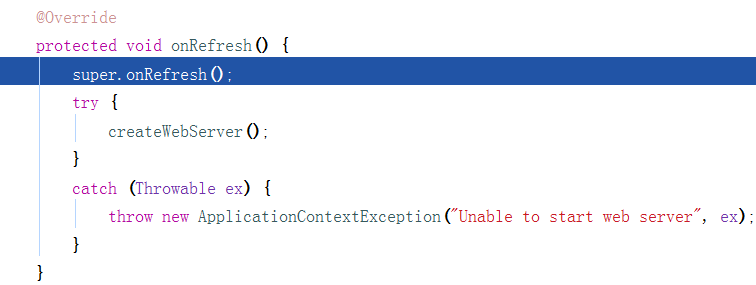 @Override
protected void onRefresh() {
super.onRefresh();
try {
createWebServer();
}
catch (Throwable ex) {
throw new ApplicationContextException("Unable to start web server", ex);
}
}